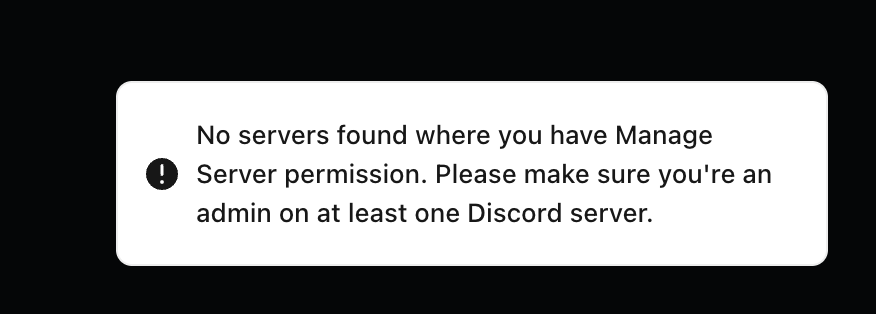 No servers found where you have Manage
Server permission. Please make sure you're an
admin on at least one Discord server.